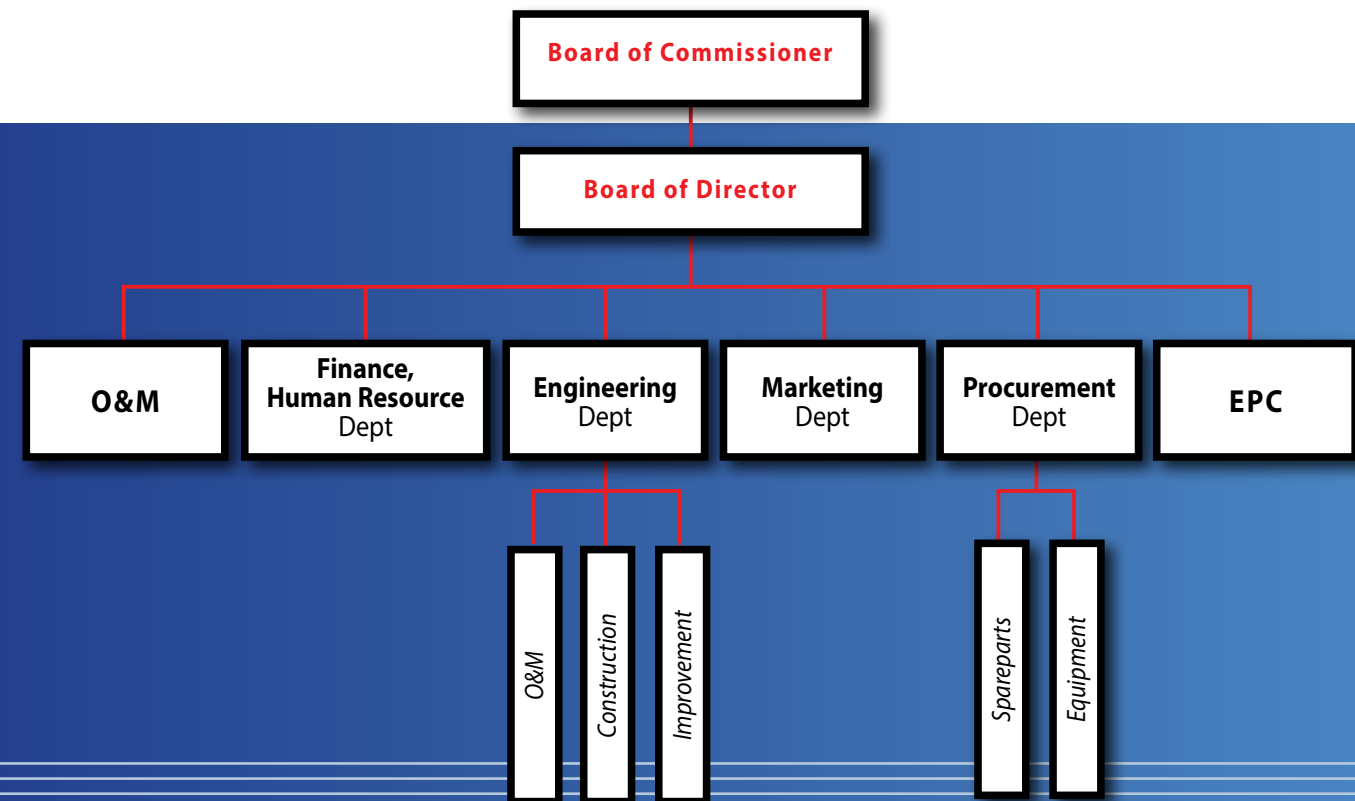 Board of Commissioner
Board of Director
O&M
Finance,
Human Resource
Dept
Engineering
Dept
Marketing
Dept
Procurement
Dept
EPC
O&M
Construction
Improvement
Spareparts
Equipment